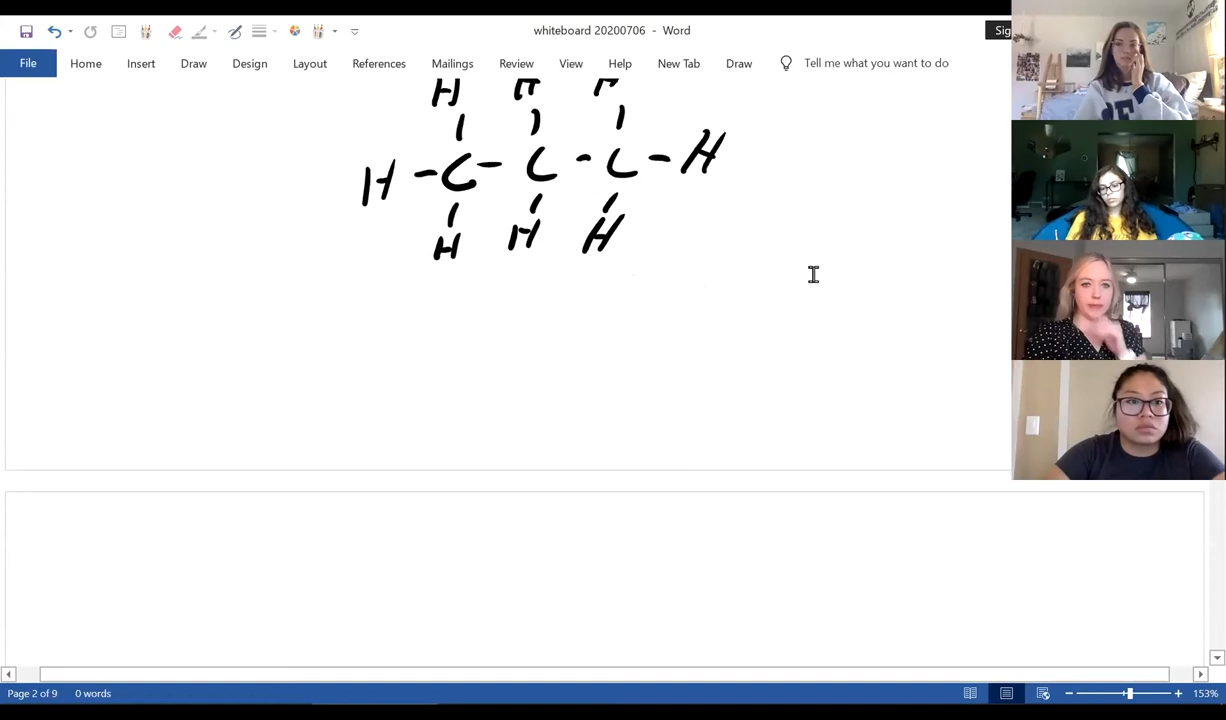 whiteboard 20200706 - Word
Sig
File Home Insert Draw Design Layout References Mailings Review View Help New Tab Draw Tell me what you want to do
H H H
H - C - C - C - H
H H H
Page 2 of 9 0 words 153%